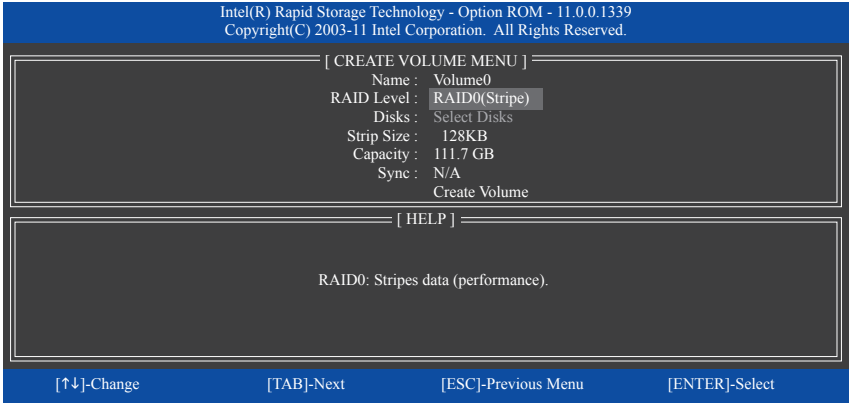 Intel(R) Rapid Storage Technology - Option ROM - 11.0.0.1339
Copyright(C) 2003-11 Intel Corporation. All Rights Reserved.
[ CREATE VOLUME MENU ]
Name : Volume0
RAID Level : RAID0(Stripe)
Disks : Select Disks
Strip Size : 128KB
Capacity : 111.7 GB
Sync : N/A
Create Volume
[ HELP ]
RAID0: Stripes data (performance).
[↑↓]-Change [TAB]-Next [ESC]-Previous Menu [ENTER]-Select